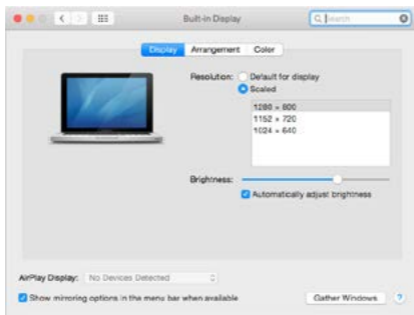 Built-in Display
Search
Display Arrangement Color
Resolution: Default for display
Scaled
1280 × 800
1152 × 720
1024 × 640
Brightness:
Automatically adjust brightness
AirPlay Display: No Devices Detected
Show mirroring options in the menu bar when available
Gather Windows ?